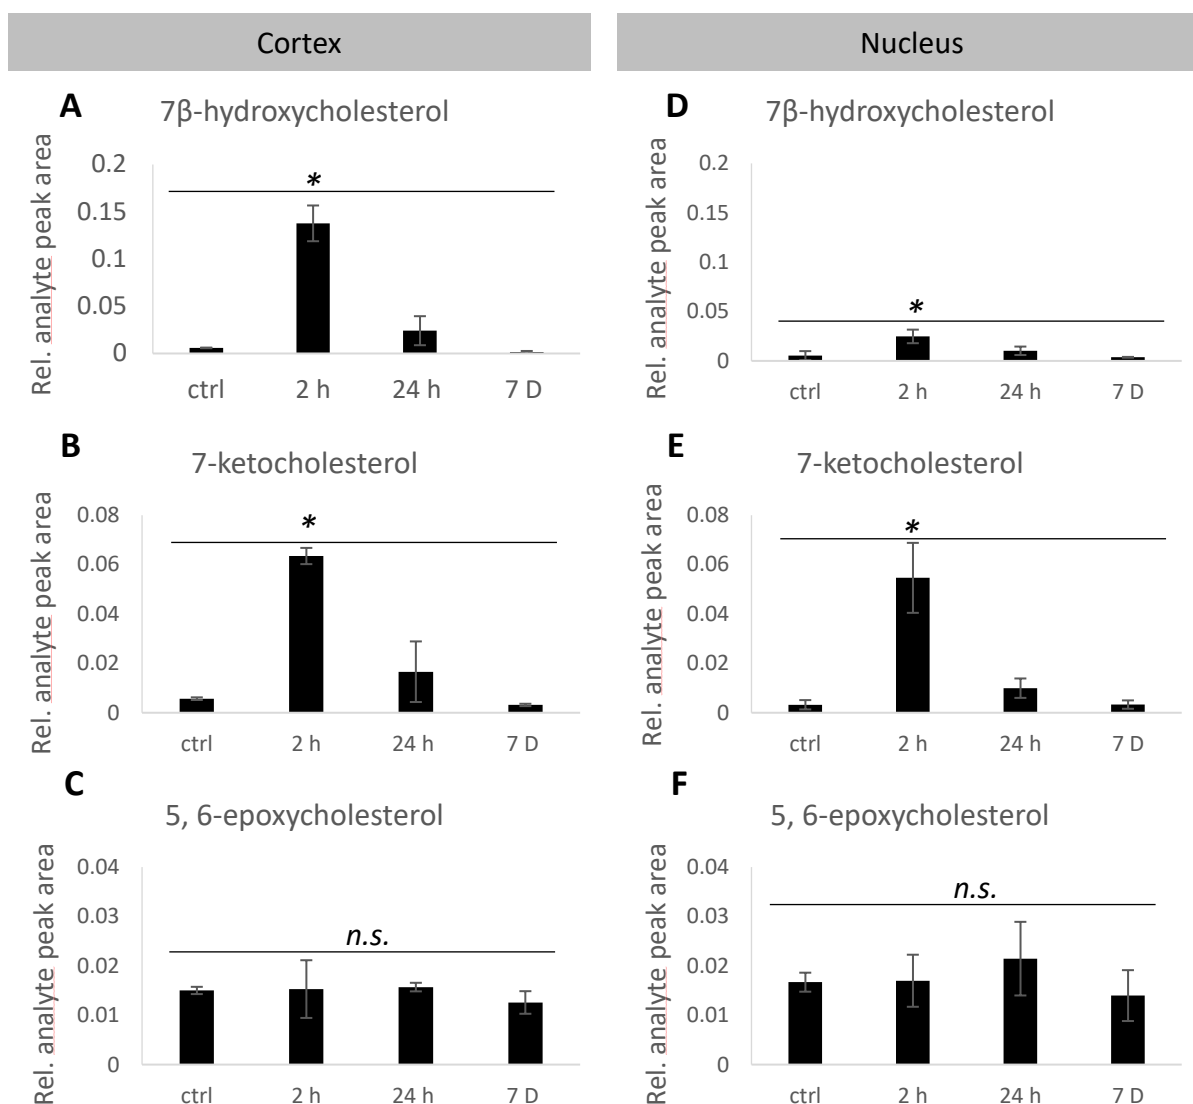 Cortex
Nucleus
A
7β-hydroxycholesterol
Rel. analyte peak area
0.2
0.15
0.1
0.05
0
*
ctrl 2 h 24 h 7 D
D
7β-hydroxycholesterol
Rel. analyte peak area
0.2
0.15
0.1
0.05
0
*
ctrl 2 h 24 h 7 D
B
7-ketocholesterol
Rel. analyte peak area
0.08
0.06
0.04
0.02
0
*
ctrl 2 h 24 h 7 D
E
7-ketocholesterol
Rel. analyte peak area
0.08
0.06
0.04
0.02
0
*
ctrl 2 h 24 h 7 D
C
5, 6-epoxycholesterol
Rel. analyte peak area
0.04
0.03
0.02
0.01
0
n.s.
ctrl 2 h 24 h 7 D
F
5, 6-epoxycholesterol
Rel. analyte peak area
0.04
0.03
0.02
0.01
0
n.s.
ctrl 2 h 24 h 7 D